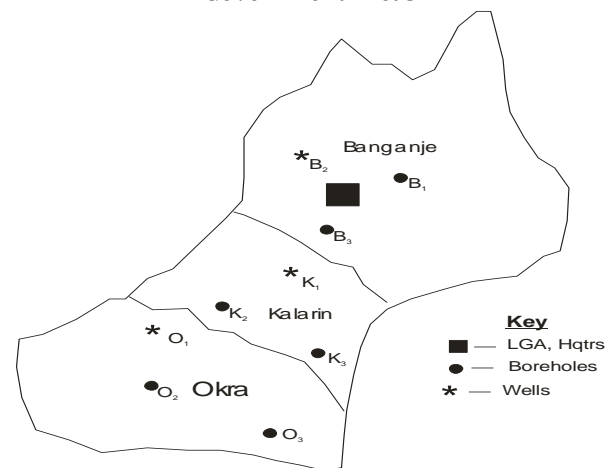 Banganje
B2
B1
B3
K1
K2
Kalarin
K3
O1
O2
Okra
O3
Key
LGA, Hqtrs
Boreholes
Wells